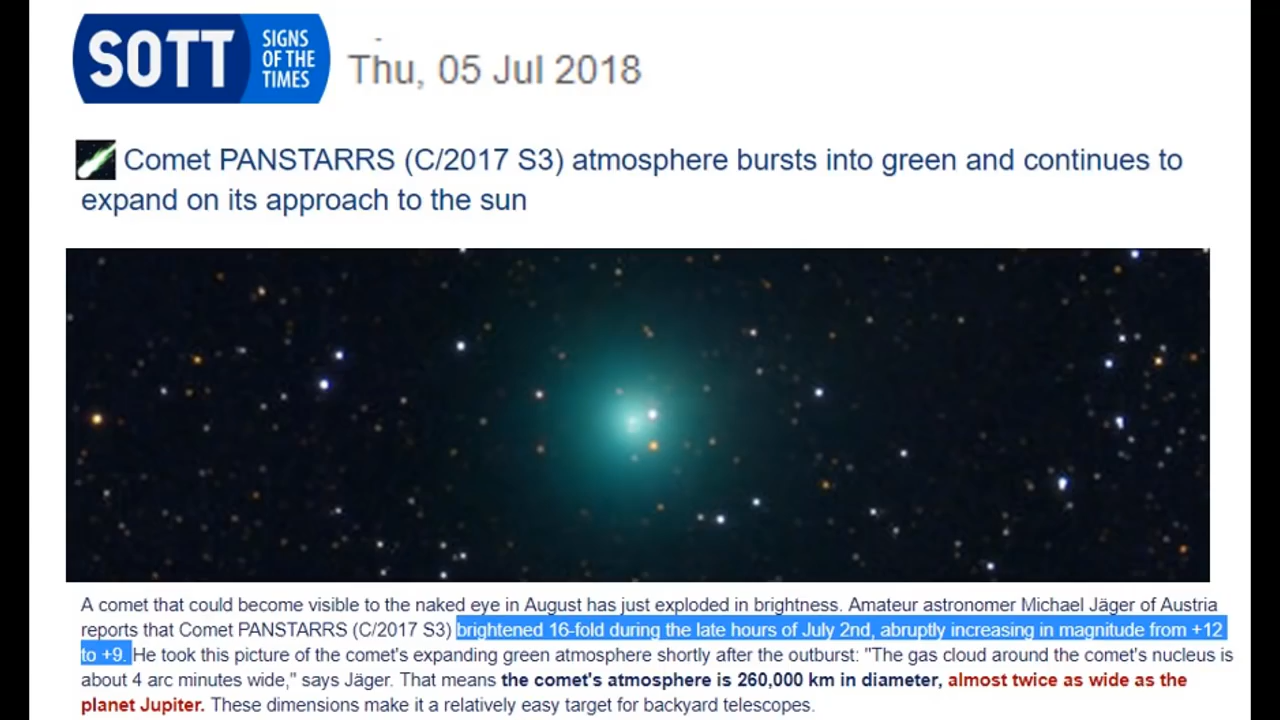 SOTT SIGNS
OF THE
TIMES
Thu, 05 Jul 2018
Comet PANSTARRS (C/2017 S3) atmosphere bursts into green and continues to
expand on its approach to the sun
A comet that could become visible to the naked eye in August has just exploded in brightness. Amateur astronomer Michael Jäger of Austria
reports that Comet PANSTARRS (C/2017 S3) brightened 16-fold during the late hours of July 2nd, abruptly increasing in magnitude from +12
to +9. He took this picture of the comet's expanding green atmosphere shortly after the outburst: "The gas cloud around the comet's nucleus is
about 4 arc minutes wide," says Jäger. That means the comet's atmosphere is 260,000 km in diameter, almost twice as wide as the
planet Jupiter. These dimensions make it a relatively easy target for backyard telescopes.